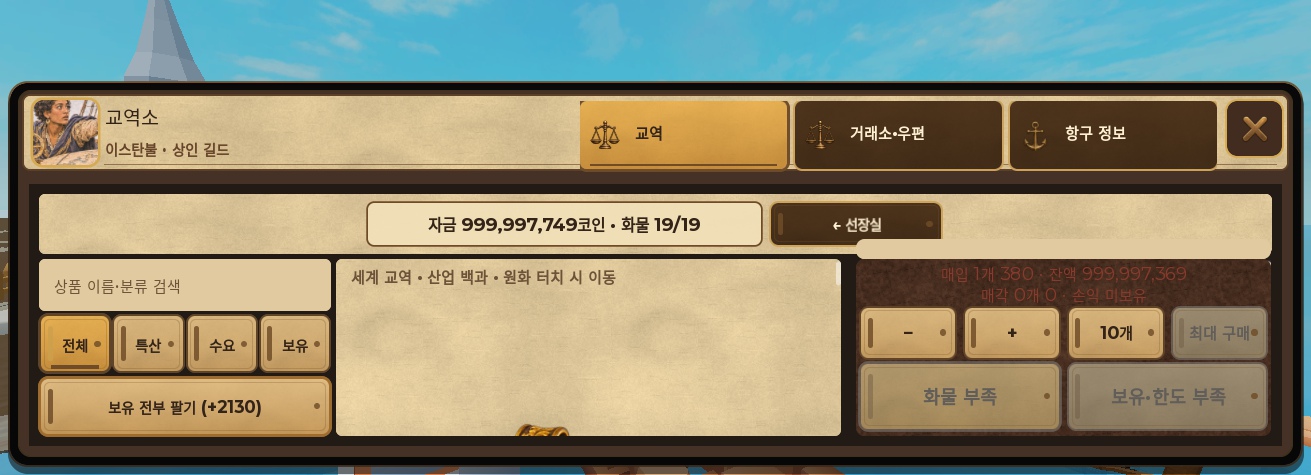 교역소
이스탄불 • 상인 길드
교역
거래소•우편
항구 정보
자금 999,997,749코인 • 화물 19/19
← 선장실
상품 이름·분류 검색
전체
특산
수요
보유
보유 전부 팔기 (+2130)
세계 교역 • 산업 백과 • 원화 터치 시 이동
매입 1개 380 · 잔액 999,997,369
매각 0개 0 · 손익 미보유
−
+
10개
최대 구매
화물 부족
보유·한도 부족